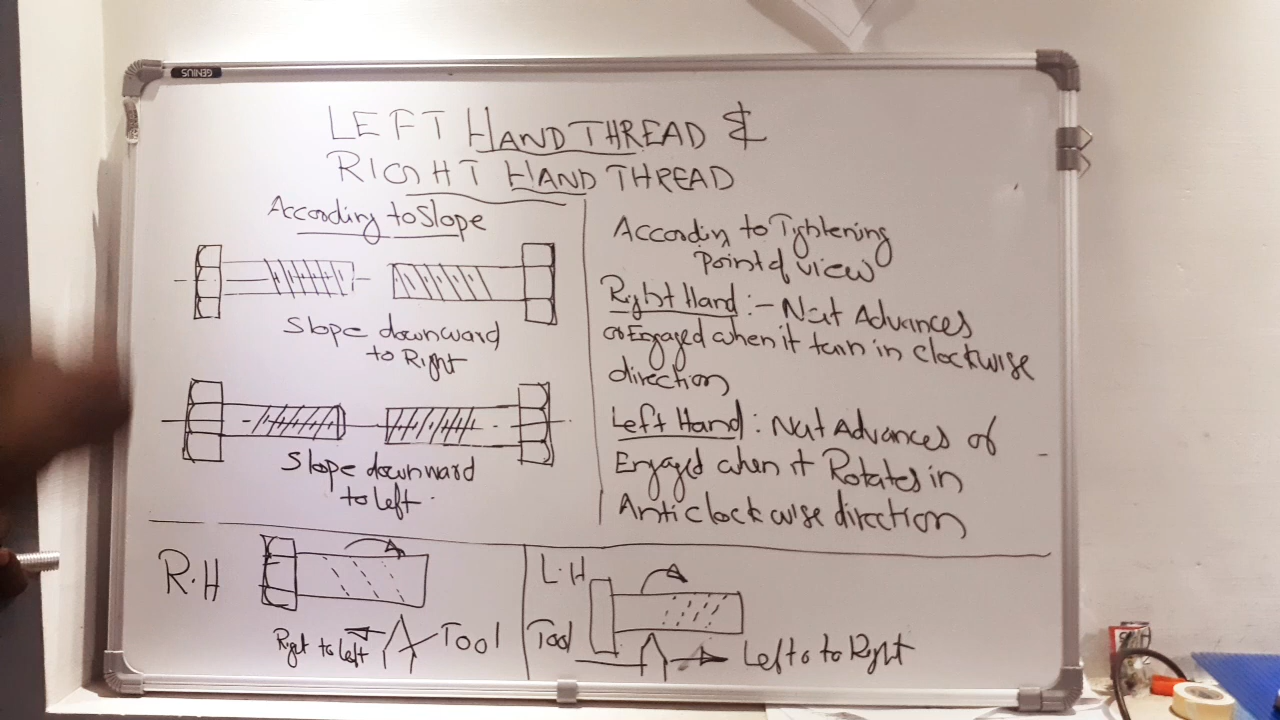 GENIUS
LEFT HAND THREAD &
RIGHT HAND THREAD
According to Slope
Slope downward
to Right
Slope downward
to Left
According to Tightening
Point of view
Right Hand :- Nut Advances
or Engaged when it turn in clockwise
direction
Left Hand : Nut Advances of
Engaged when it Rotates in
Anticlockwise direction
R.H
Right to Left
Tool
L.H
Tool
Left o to Right